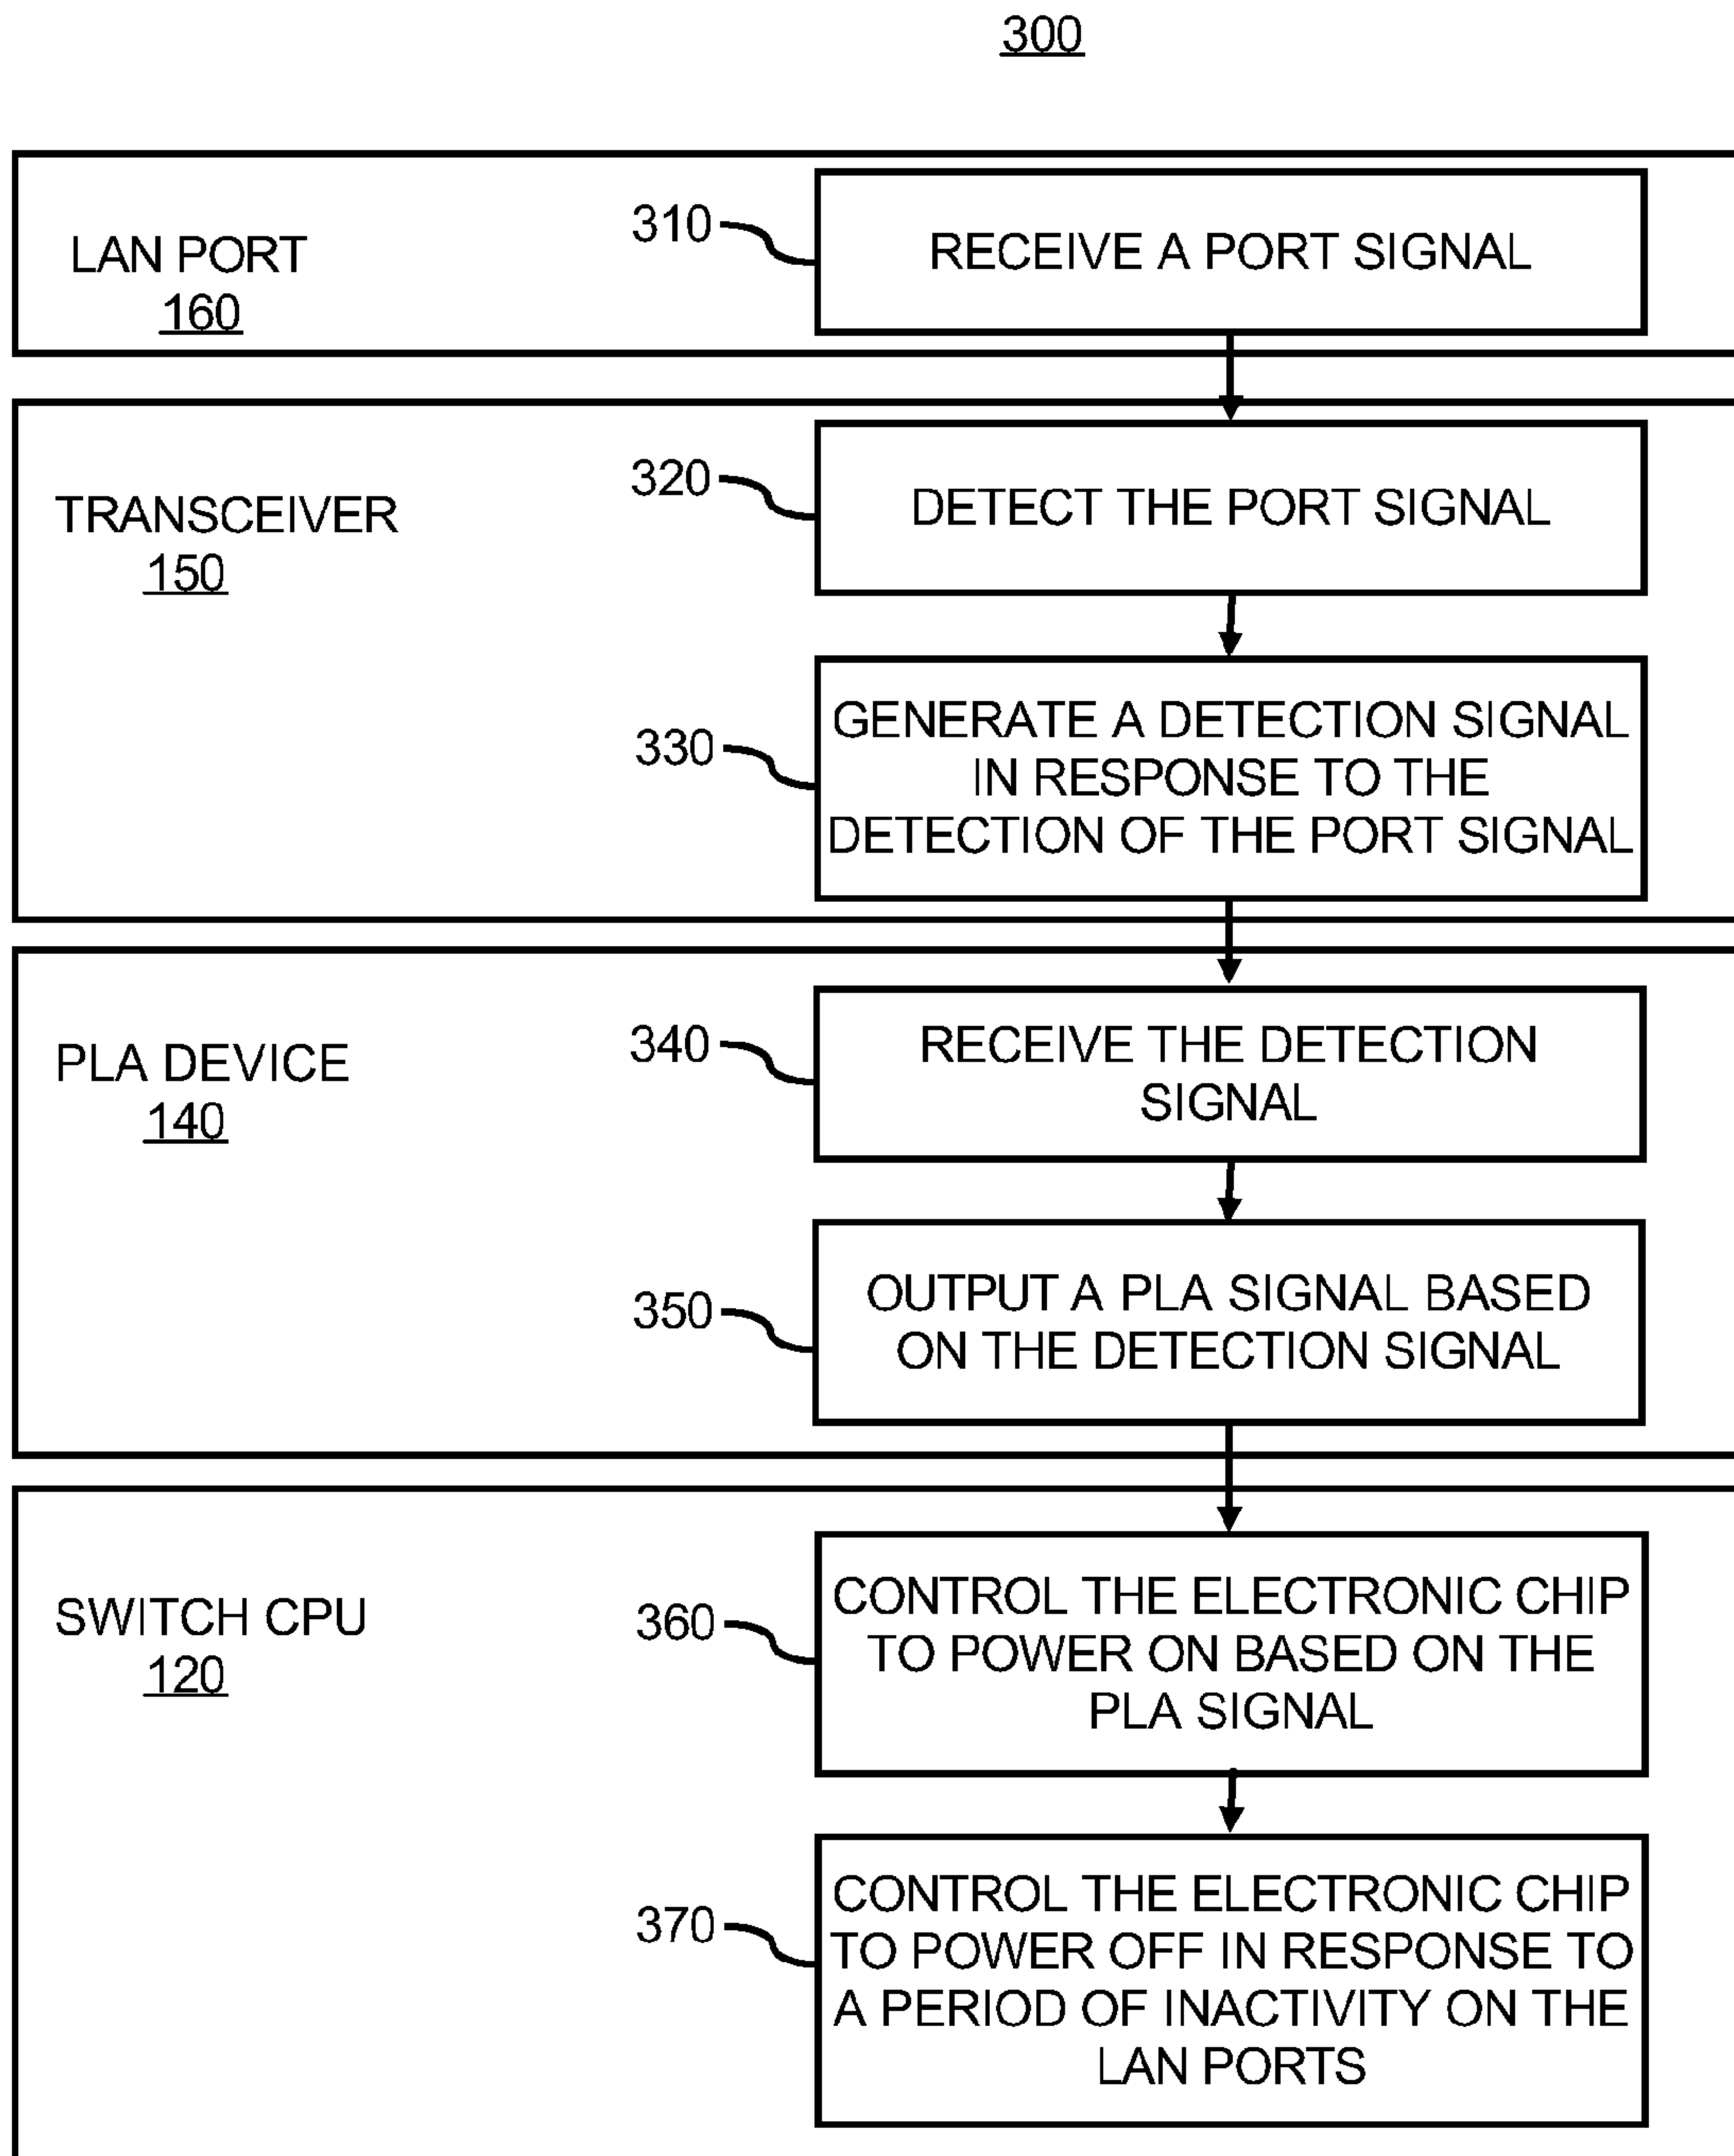 300
LAN PORT
160
310
RECEIVE A PORT SIGNAL
TRANSCEIVER
150
320
DETECT THE PORT SIGNAL
330
GENERATE A DETECTION SIGNAL
IN RESPONSE TO THE
DETECTION OF THE PORT SIGNAL
PLA DEVICE
140
340
RECEIVE THE DETECTION
SIGNAL
350
OUTPUT A PLA SIGNAL BASED
ON THE DETECTION SIGNAL
SWITCH CPU
120
360
CONTROL THE ELECTRONIC CHIP
TO POWER ON BASED ON THE
PLA SIGNAL
370
CONTROL THE ELECTRONIC CHIP
TO POWER OFF IN RESPONSE TO
A PERIOD OF INACTIVITY ON THE
LAN PORTS